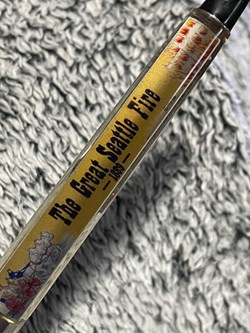 The Great Seattle Fire
— 1889 —